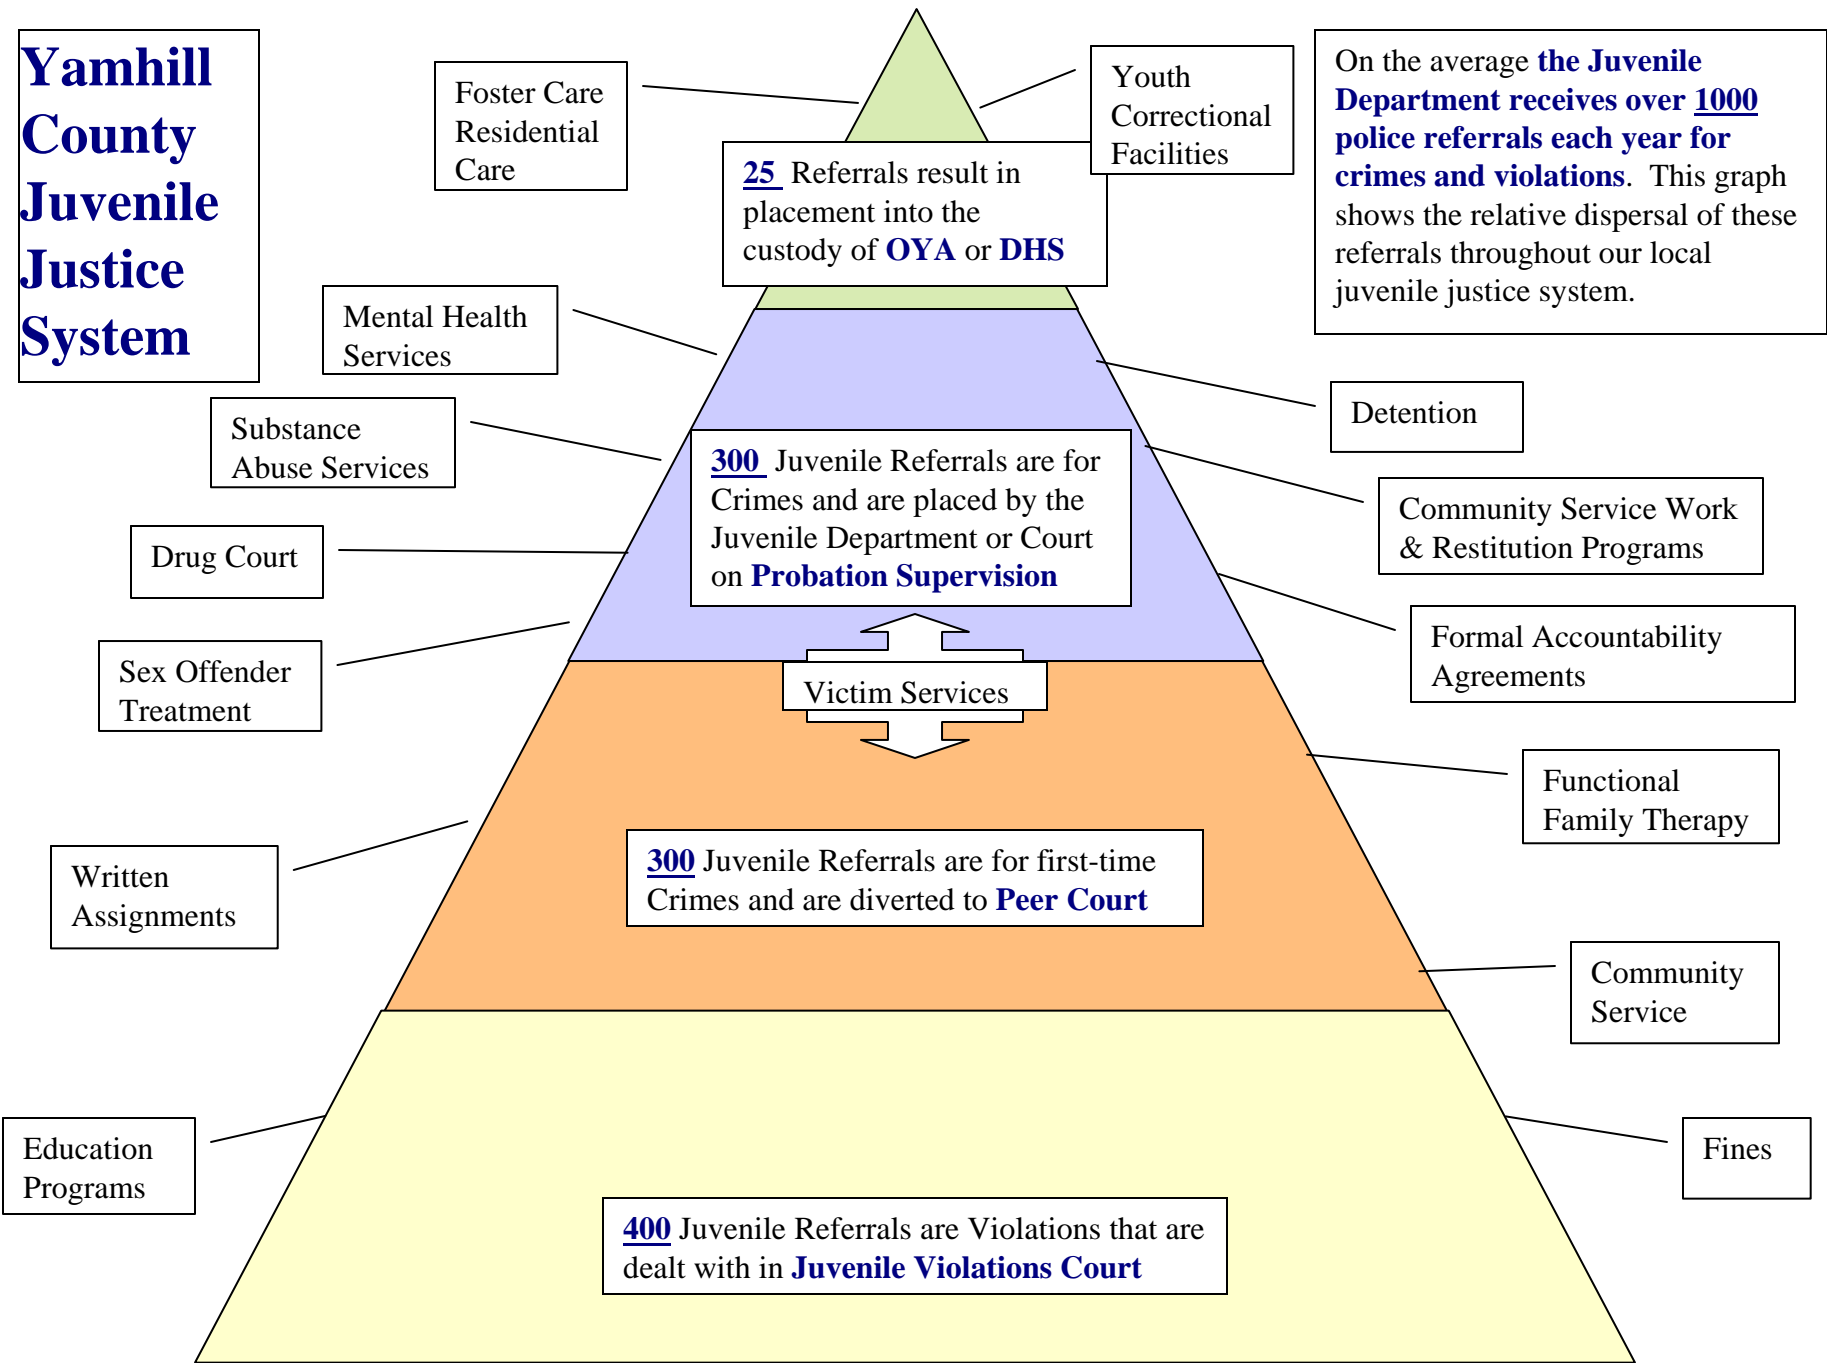 Yamhill
County
Juvenile
Justice
System
Foster Care
Residential
Care
Youth
Correctional
Facilities
On the average the Juvenile
Department receives over 1000
police referrals each year for
crimes and violations.  This graph
shows the relative dispersal of these
referrals throughout our local
juvenile justice system.
25  Referrals result in
placement into the
custody of OYA or DHS
Mental Health
Services
Detention
Substance
Abuse Services
300  Juvenile Referrals are for
Crimes and are placed by the
Juvenile Department or Court
on Probation Supervision
Community Service Work
& Restitution Programs
Drug Court
Formal Accountability
Agreements
Sex Offender
Treatment
Victim Services
Functional
Family Therapy
Written
Assignments
300 Juvenile Referrals are for first-time
Crimes and are diverted to Peer Court
Community
Service
Education
Programs
Fines
400 Juvenile Referrals are Violations that are
dealt with in Juvenile Violations Court